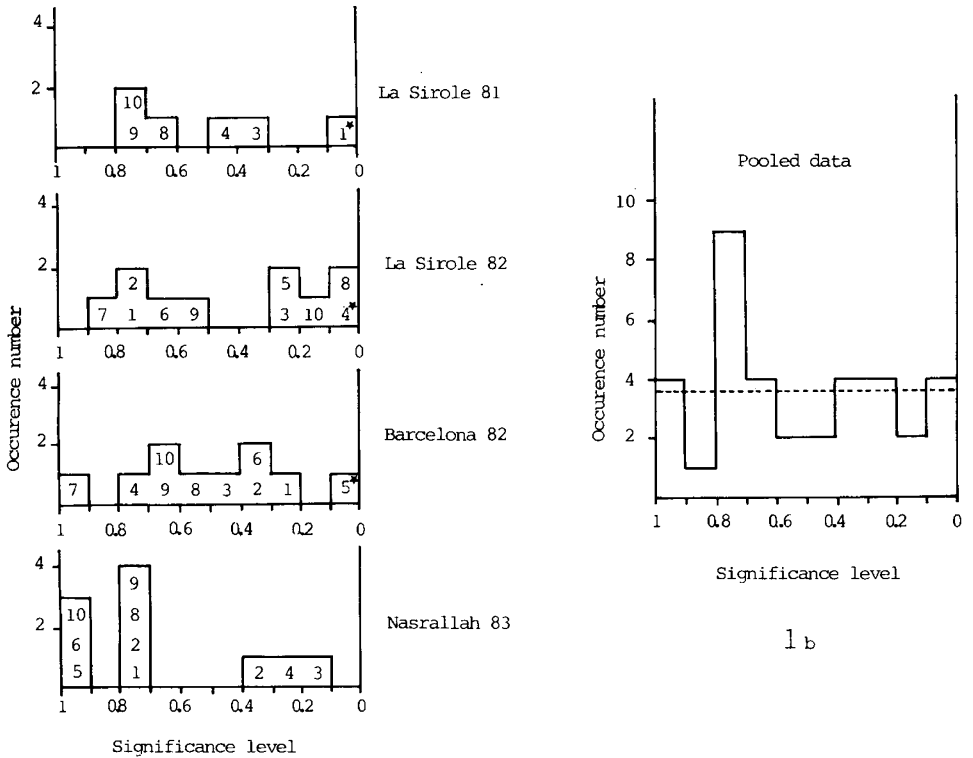 4
2
10
9 8
4 3
1*
1 0.8 0.6 0.4 0.2 0
La Sirole 81
4
2
2
5
8
7 1 6 9
3 10 4*
1 0.8 0.6 0.4 0.2 0
La Sirole 82
4
2
10
6
7
4 9 8 3 2 1
5*
1 0.8 0.6 0.4 0.2 0
Barcelona 82
4
2
10
6
5
9
8
2
1
2 4 3
1 0.8 0.6 0.4 0.2 0
Nasrallah 83
Occurence number
Significance level
Pooled data
10
8
6
4
2
Occurence number
1 0.8 0.6 0.4 0.2 0
Significance level
1b